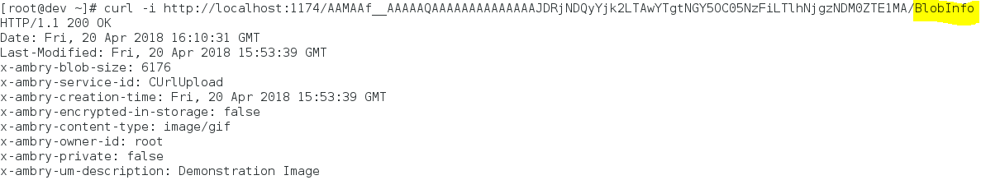 [root@dev ~]# curl -i http://localhost:1174/AAMAAf__AAAAAQAAAAAAAAAAAAAAJDRjNDQyYjk2LTAwYTgtNGY5OC05NzFiLTlhNjgzNDM0ZTE1MA/BlobInfo
HTTP/1.1 200 OK
Date: Fri, 20 Apr 2018 16:10:31 GMT
Last-Modified: Fri, 20 Apr 2018 15:53:39 GMT
x-ambry-blob-size: 6176
x-ambry-service-id: CUrlUpload
x-ambry-creation-time: Fri, 20 Apr 2018 15:53:39 GMT
x-ambry-encrypted-in-storage: false
x-ambry-content-type: image/gif
x-ambry-owner-id: root
x-ambry-private: false
x-ambry-um-description: Demonstration Image